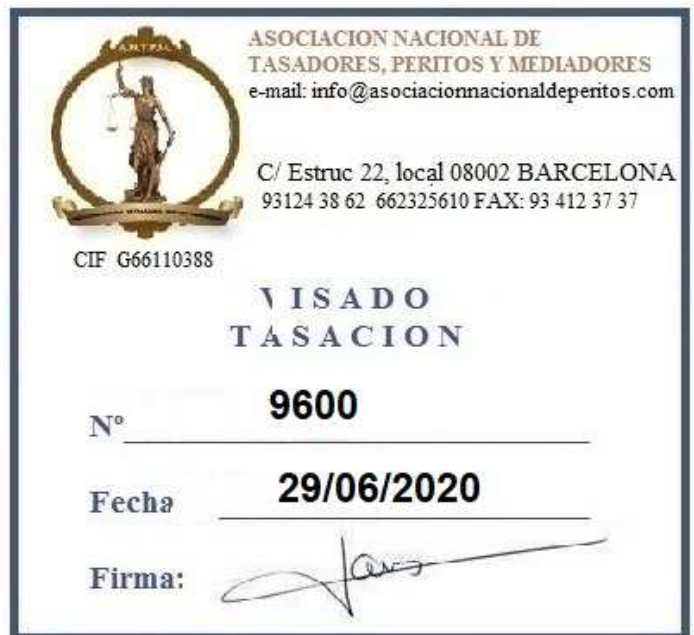 ASOCIACION NACIONAL DE
TASADORES, PERITOS Y MEDIADORES
e-mail: info@asociacionnacionaldeperitos.com
C/ Estruc 22, local 08002 BARCELONA
93124 38 62 662325610 FAX: 93 412 37 37
CIF G66110388
VISADO
TASACION
Nº 9600
Fecha 29/06/2020
Firma: